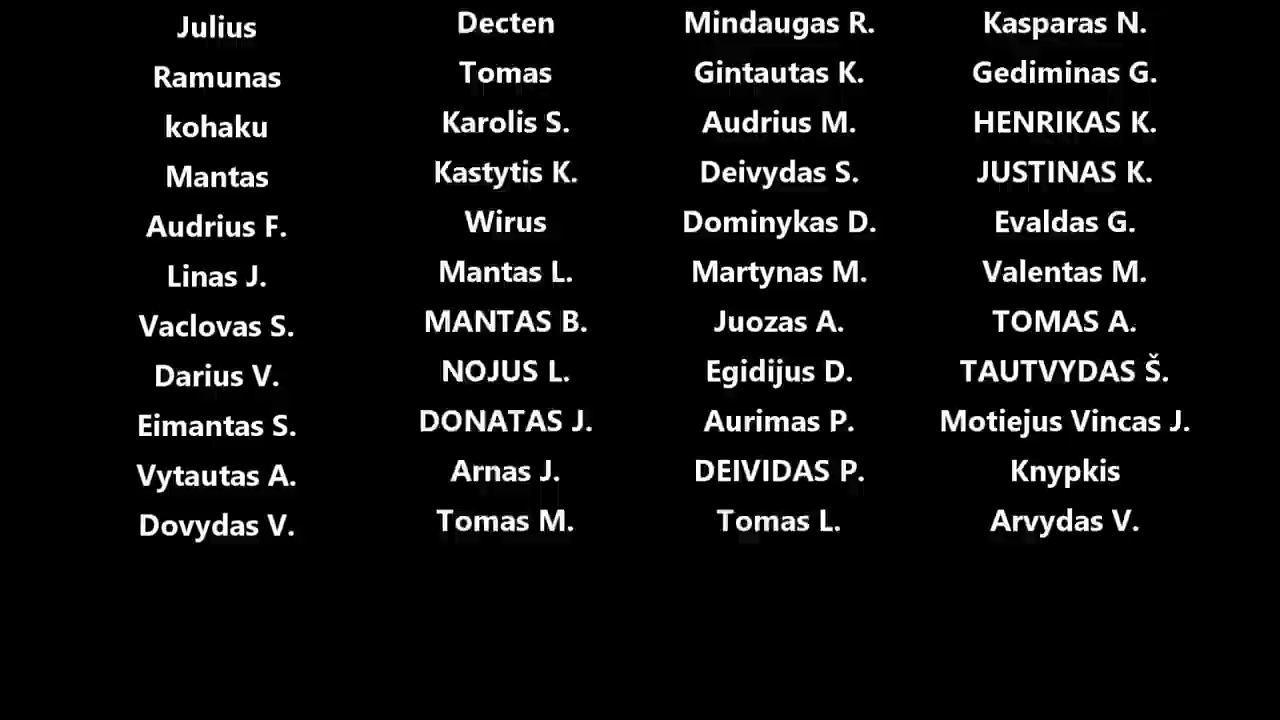 Julius
Ramunas
kohaku
Mantas
Audrius F.
Linas J.
Vaclovas S.
Darius V.
Eimantas S.
Vytautas A.
Dovydas V.
Decten
Tomas
Karolis S.
Kastytis K.
Wirus
Mantas L.
MANTAS B.
NOJUS L.
DONATAS J.
Arnas J.
Tomas M.
Mindaugas R.
Gintautas K.
Audrius M.
Deivydas S.
Dominykas D.
Martynas M.
Juozas A.
Egidijus D.
Aurimas P.
DEIVIDAS P.
Tomas L.
Kasparas N.
Gediminas G.
HENRIKAS K.
JUSTINAS K.
Evaldas G.
Valentas M.
TOMAS A.
TAUTVYDAS Š.
Motiejus Vincas J.
Knypkis
Arvydas V.